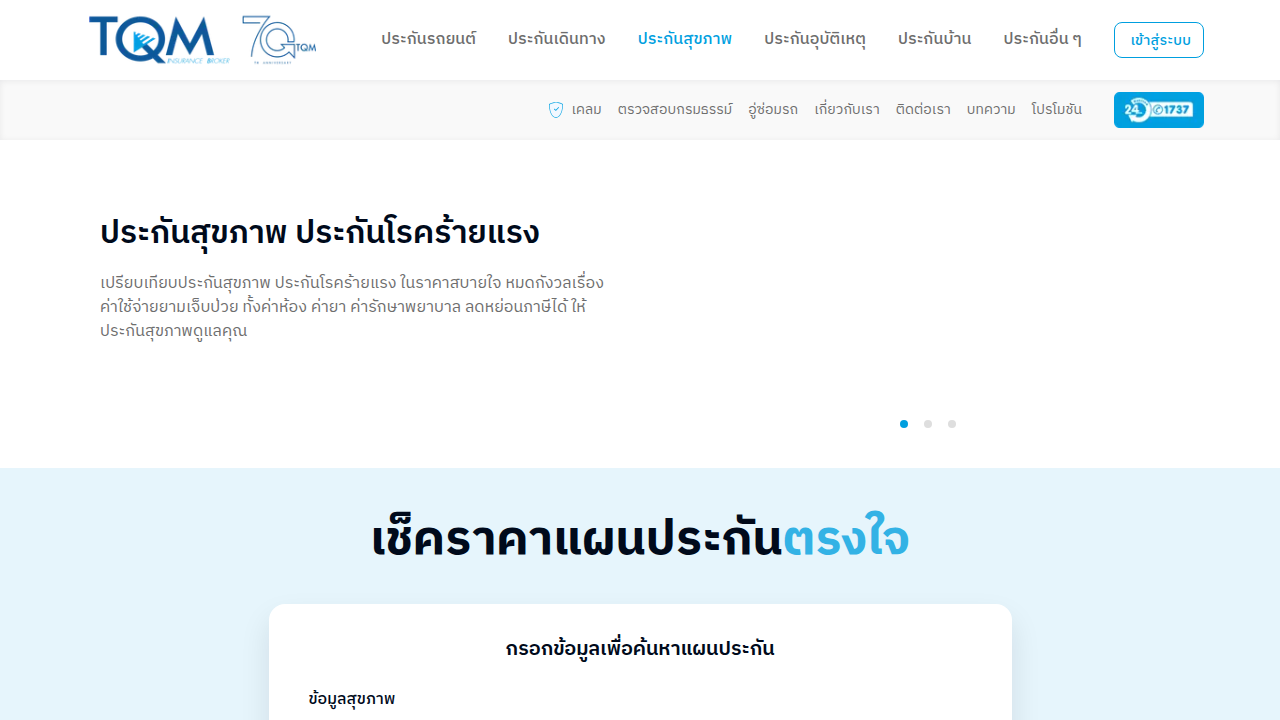 TQM INSURANCE BROKER
70 TQM
70 ANNIVERSARY
ประกันรถยนต์ ประกันเดินทาง ประกันสุขภาพ ประกันอุบัติเหตุ ประกันบ้าน ประกันอื่น ๆ เข้าสู่ระบบ
เคลม ตรวจสอบกรมธรรม์ อู่ซ่อมรถ เกี่ยวกับเรา ติดต่อเรา บทความ โปรโมชัน 24 1737
ประกันสุขภาพ ประกันโรคร้ายแรง
เปรียบเทียบประกันสุขภาพ ประกันโรคร้ายแรง ในราคาสบายใจ หมดกังวลเรื่อง
ค่าใช้จ่ายยามเจ็บป่วย ทั้งค่าห้อง ค่ายา ค่ารักษาพยาบาล ลดหย่อนภาษีได้ ให้
ประกันสุขภาพดูแลคุณ
เช็คราคาแผนประกันตรงใจ
กรอกข้อมูลเพื่อค้นหาแผนประกัน
ข้อมูลสุขภาพ